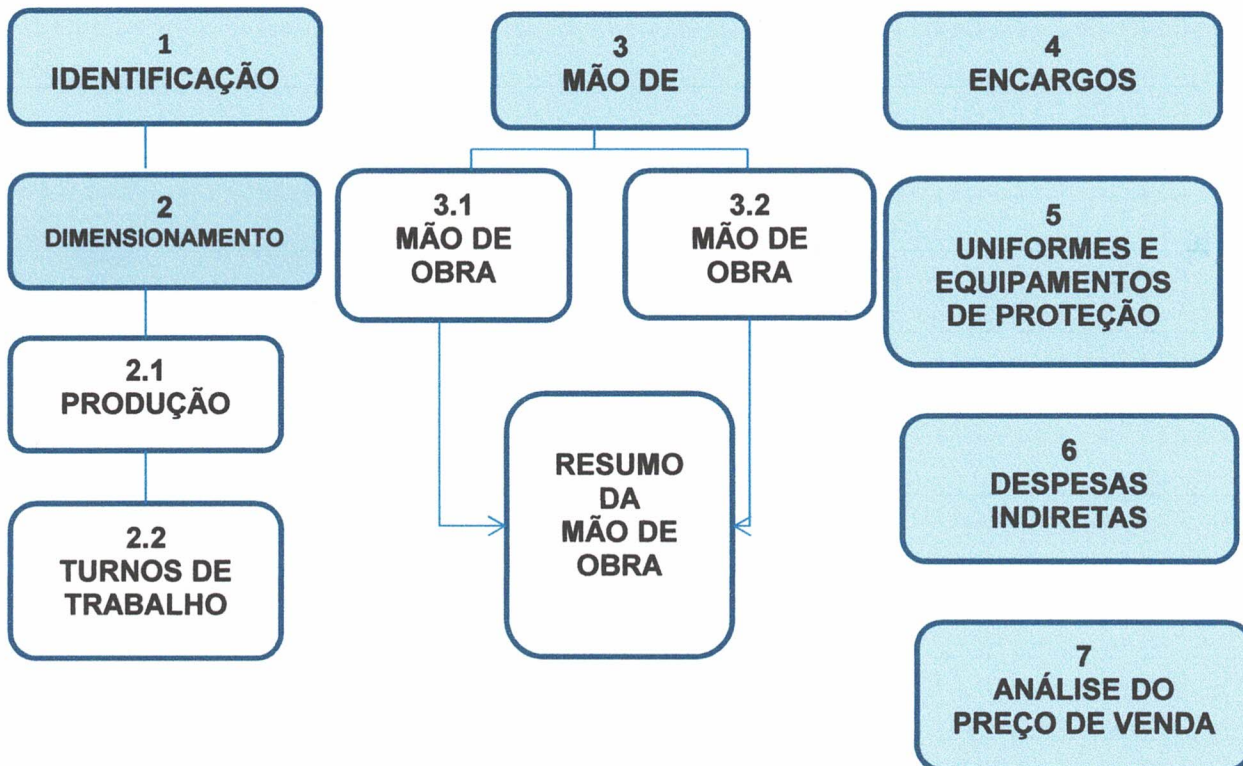 1
IDENTIFICAÇÃO
2
DIMENSIONAMENTO
2.1
PRODUÇÃO
2.2
TURNOS DE
TRABALHO
3
MÃO DE
3.1
MÃO DE
OBRA
3.2
MÃO DE
OBRA
RESUMO
DA
MÃO DE
OBRA
4
ENCARGOS
5
UNIFORMES E
EQUIPAMENTOS
DE PROTEÇÃO
6
DESPESAS
INDIRETAS
7
ANÁLISE DO
PREÇO DE VENDA